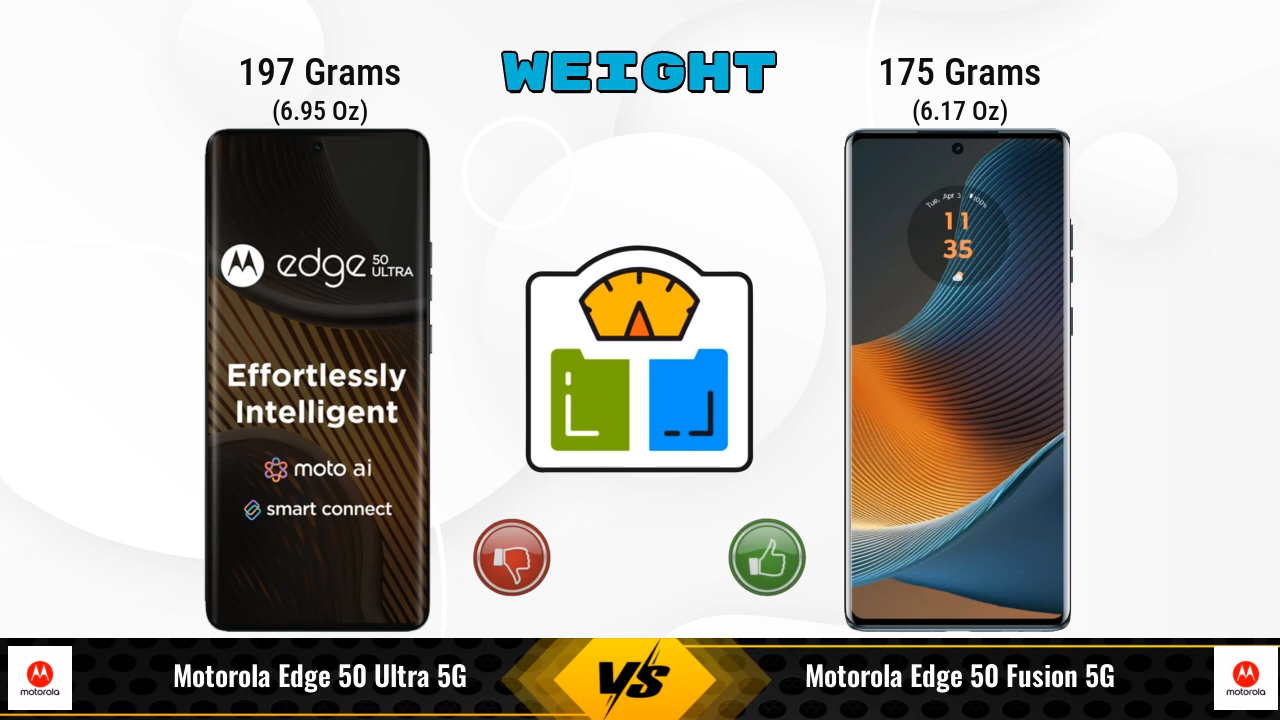 WEIGHT
197 Grams
(6.95 Oz)
175 Grams
(6.17 Oz)
edge 50 ULTRA
Effortlessly
Intelligent
moto ai
smart connect
Tue, Apr 3 100%
11
35
motorola
Motorola Edge 50 Ultra 5G
VS
Motorola Edge 50 Fusion 5G
motorola